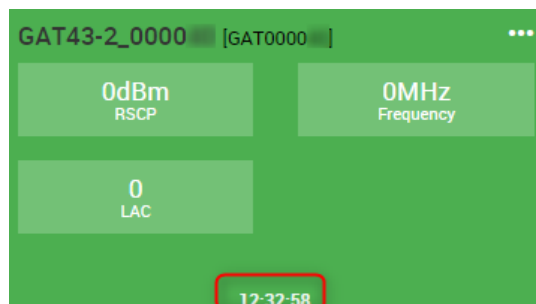 GAT43-2_0000 [GAT0000 ]
0dBm
RSCP
0MHz
Frequency
0
LAC
12:32:58